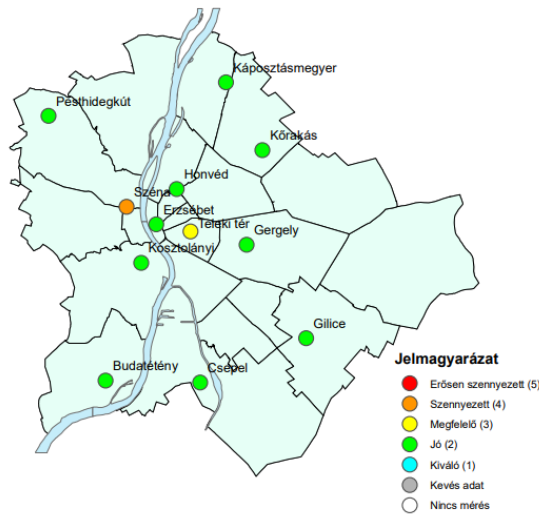 Káposztásmegyer
Pesthidegkút
Kőrakás
Honvéd
Széna
Erzsébet
Teleki tér
Gergely
Kosztolányi
Gilice
Budatétény
Csepel
Jelmagyarázat
Erősen szennyezett (5)
Szennyezett (4)
Megfelelő (3)
Jó (2)
Kiváló (1)
Kevés adat
Nincs mérés